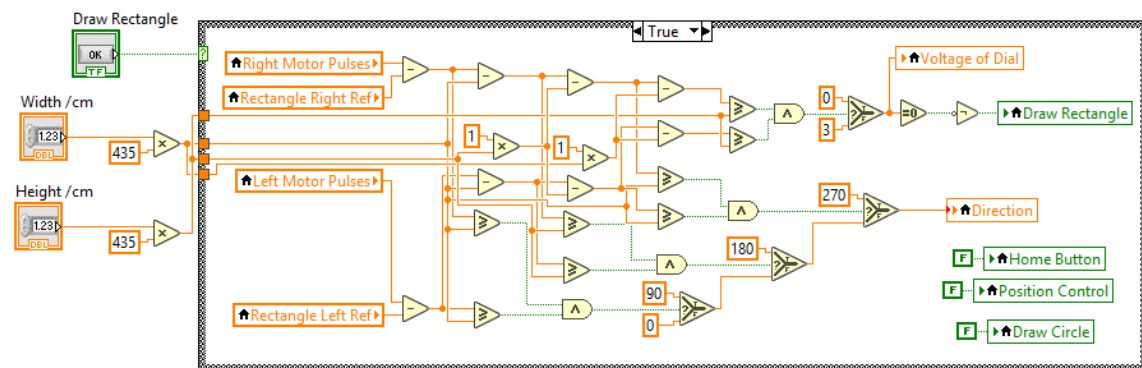 Draw Rectangle
OK
TF
?
True
Right Motor Pulses
Rectangle Right Ref
Voltage of Dial
0
3
=0
Draw Rectangle
Width /cm
1.23
DBL
435
1
1
Left Motor Pulses
Height /cm
1.23
DBL
435
270
Direction
180
F
Home Button
90
0
F
Position Control
Rectangle Left Ref
F
Draw Circle